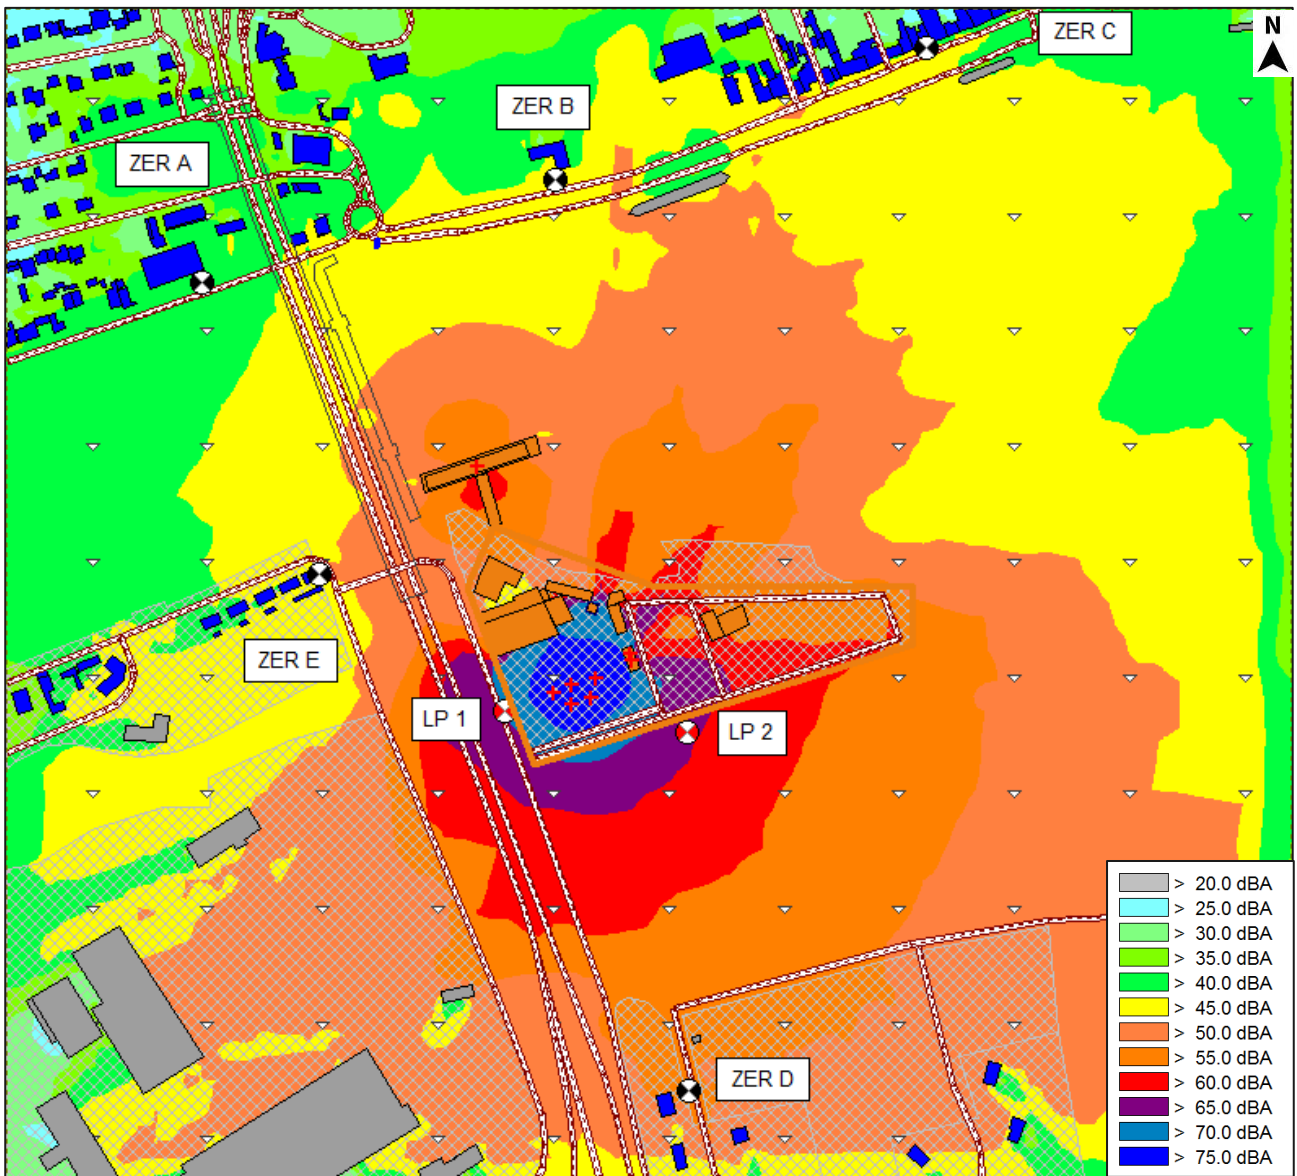 N
ZER C
ZER B
ZER A
ZER E
LP 1
LP 2
ZER D
> 20.0 dBA
> 25.0 dBA
> 30.0 dBA
> 35.0 dBA
> 40.0 dBA
> 45.0 dBA
> 50.0 dBA
> 55.0 dBA
> 60.0 dBA
> 65.0 dBA
> 70.0 dBA
> 75.0 dBA